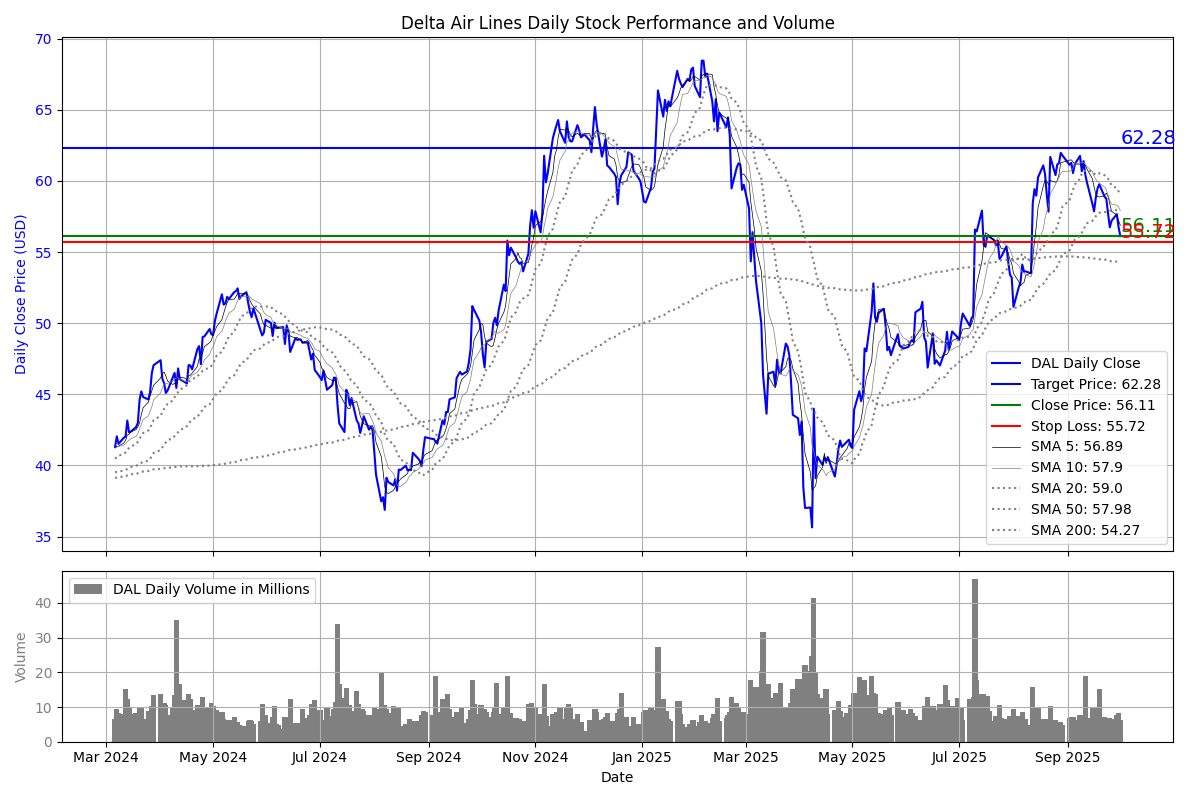 Delta Air Lines Daily Stock Performance and Volume
Daily Close Price (USD)
70
65
60
55
50
45
40
35
62.28
56.11
55.72
DAL Daily Close
Target Price: 62.28
Close Price: 56.11
Stop Loss: 55.72
SMA 5: 56.89
SMA 10: 57.9
SMA 20: 59.0
SMA 50: 57.98
SMA 200: 54.27
Volume
40
30
20
10
0
DAL Daily Volume in Millions
Mar 2024 May 2024 Jul 2024 Sep 2024 Nov 2024 Jan 2025 Mar 2025 May 2025 Jul 2025 Sep 2025
Date